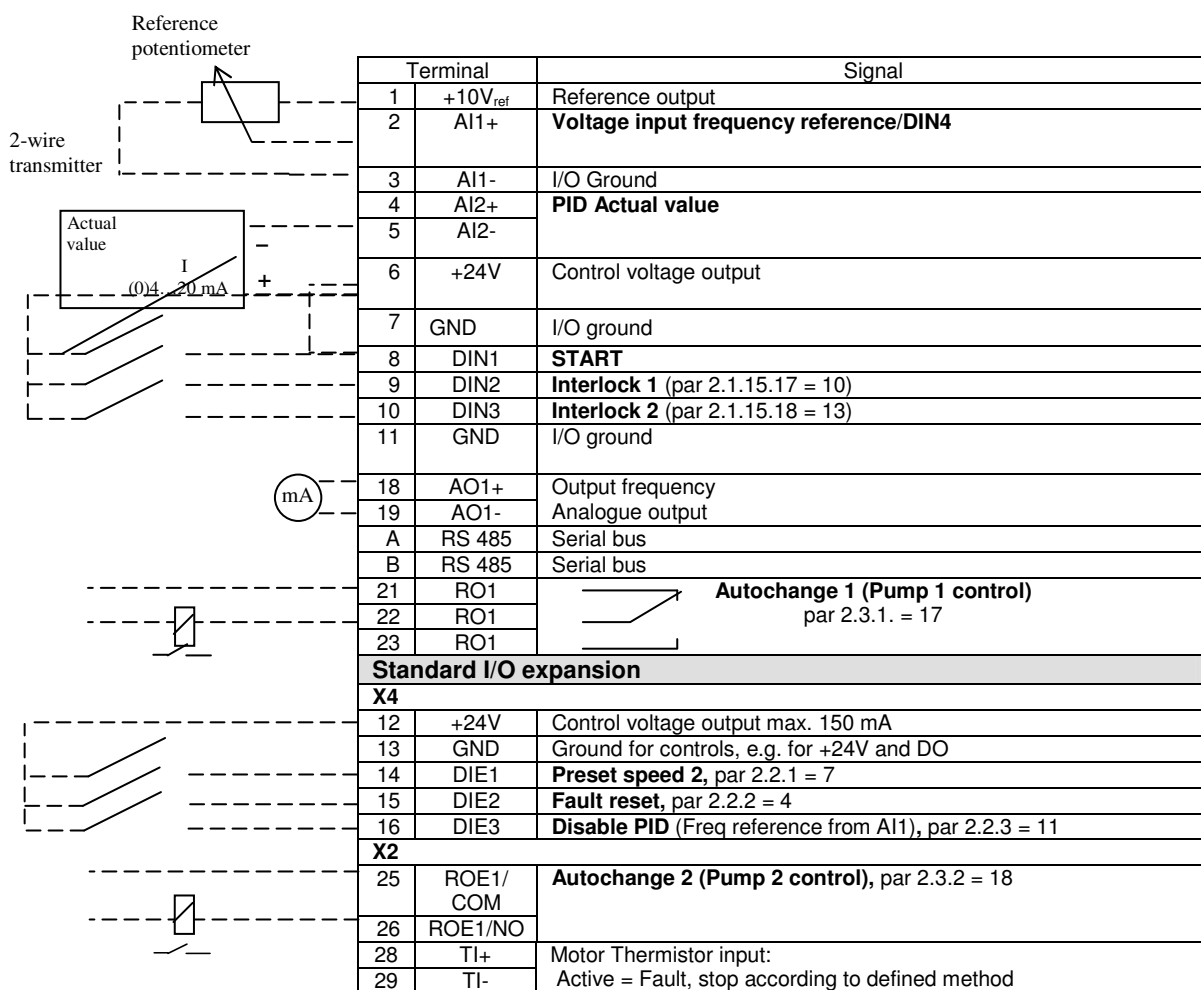 Reference
potentiometer
2-wire
transmitter
Actual
value
I
(0)4...20 mA
-
+
mA
Terminal Signal
1 +10Vref Reference output
2 AI1+ Voltage input frequency reference/DIN4
3 AI1- I/O Ground
4 AI2+ PID Actual value
5 AI2-
6 +24V Control voltage output
7 GND I/O ground
8 DIN1 START
9 DIN2 Interlock 1 (par 2.1.15.17 = 10)
10 DIN3 Interlock 2 (par 2.1.15.18 = 13)
11 GND I/O ground
18 AO1+ Output frequency
19 AO1- Analogue output
A RS 485 Serial bus
B RS 485 Serial bus
21 RO1 Autochange 1 (Pump 1 control)
22 RO1 par 2.3.1. = 17
23 RO1
Standard I/O expansion
X4
12 +24V Control voltage output max. 150 mA
13 GND Ground for controls, e.g. for +24V and DO
14 DIE1 Preset speed 2, par 2.2.1 = 7
15 DIE2 Fault reset, par 2.2.2 = 4
16 DIE3 Disable PID (Freq reference from AI1), par 2.2.3 = 11
X2
25 ROE1/ Autochange 2 (Pump 2 control), par 2.3.2 = 18
COM
26 ROE1/NO
28 TI+ Motor Thermistor input:
29 TI- Active = Fault, stop according to defined method